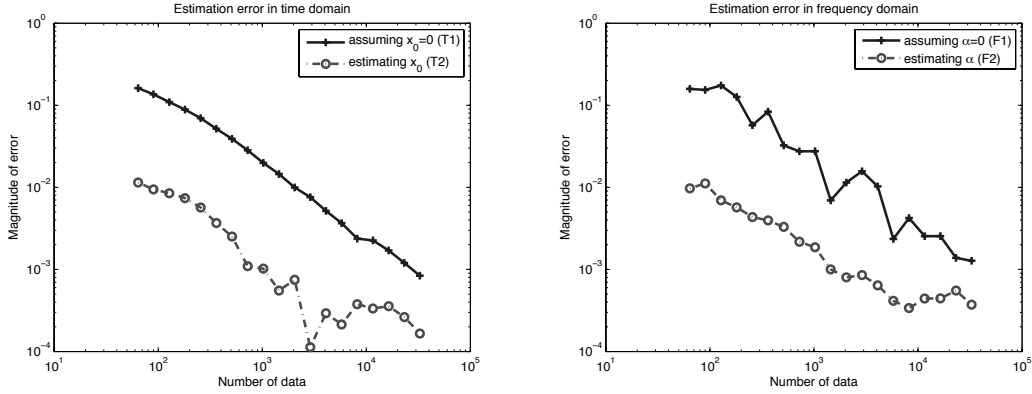 Estimation error in time domain
10^0
10^-1
10^-2
10^-3
10^-4
Magnitude of error
assuming x_0=0 (T1)
estimating x_0 (T2)
10^1
10^2
10^3
10^4
10^5
Number of data
Estimation error in frequency domain
10^0
10^-1
10^-2
10^-3
10^-4
Magnitude of error
assuming α=0 (F1)
estimating α (F2)
10^1
10^2
10^3
10^4
10^5
Number of data